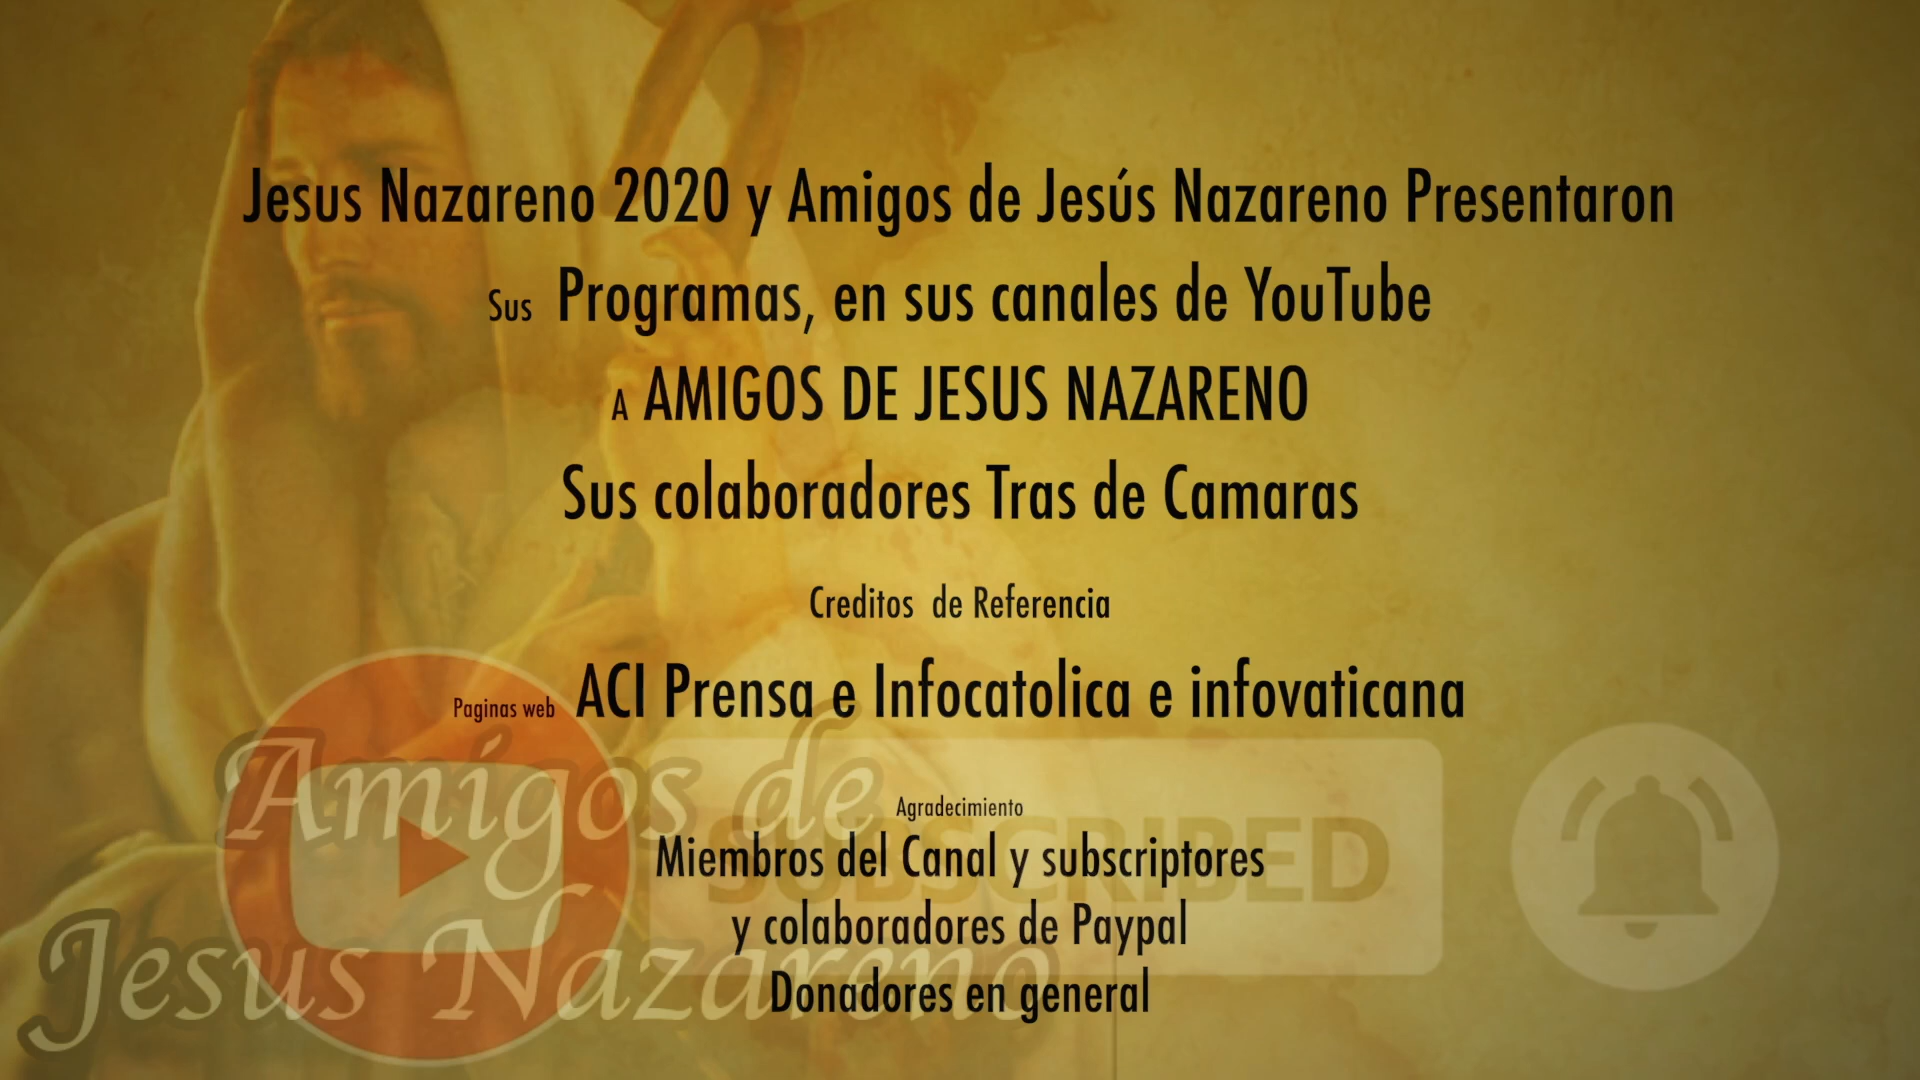 Jesus Nazareno 2020 y Amigos de Jesús Nazareno Presentaron
Sus Programas, en sus canales de YouTube
A AMIGOS DE JESUS NAZARENO
Sus colaboradores Tras de Camaras
Creditos de Referencia
Paginas web ACI Prensa e Infocatolica e infovaticana
Amigos de
Jesus Nazareno
SUBSCRIBED
Agradecimiento
Miembros del Canal y subscriptores
y colaboradores de Paypal
Donadores en general